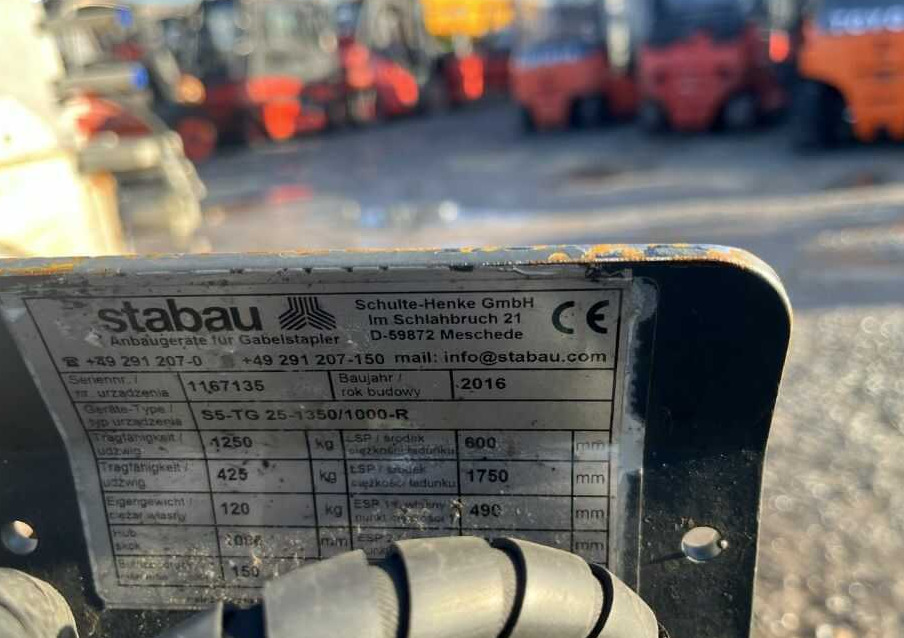 stabau
Anbaugeräte für Gabelstapler
Schulte-Henke GmbH
Im Schlahbruch 21
D-59872 Meschede
CE
☎ +49 291 207-0 +49 291 207-150 mail: info@stabau.com
Seriennr. / nr. urządzenia 1167135 Baujahr / rok budowy 2016
Geräte-Type / typ urządzenia S5-TG 25-1350/1000-R
Tragfähigkeit / udźwig 1250 kg LSP / środek ciężkości ładunku 600 mm
Tragfähigkeit / udźwig 425 kg LSP / środek ciężkości ładunku 1750 mm
Eigengewicht / ciężar własny 120 kg ESP 490 mm
Hub skok mm ESP mm
150